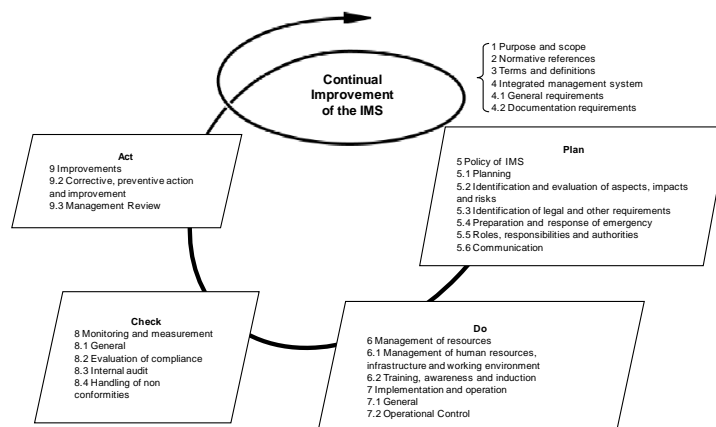 Continual
Improvement
of the IMS
1 Purpose and scope
2 Normative references
3 Terms and definitions
4 Integrated management system
4.1 General requirements
4.2 Documentation requirements
Plan
5 Policy of IMS
5.1 Planning
5.2 Identification and evaluation of aspects, impacts
and risks
5.3 Identification of legal and other requirements
5.4 Preparation and response of emergency
5.5 Roles, responsibilities and authorities
5.6 Communication
Do
6 Management of resources
6.1 Management of human resources,
infrastructure and working environment
6.2 Training, awareness and induction
7 Implementation and operation
7.1 General
7.2 Operational Control
Check
8 Monitoring and measurement
8.1 General
8.2 Evaluation of compliance
8.3 Internal audit
8.4 Handling of non
conformities
Act
9 Improvements
9.2 Corrective, preventive action
and improvement
9.3 Management Review